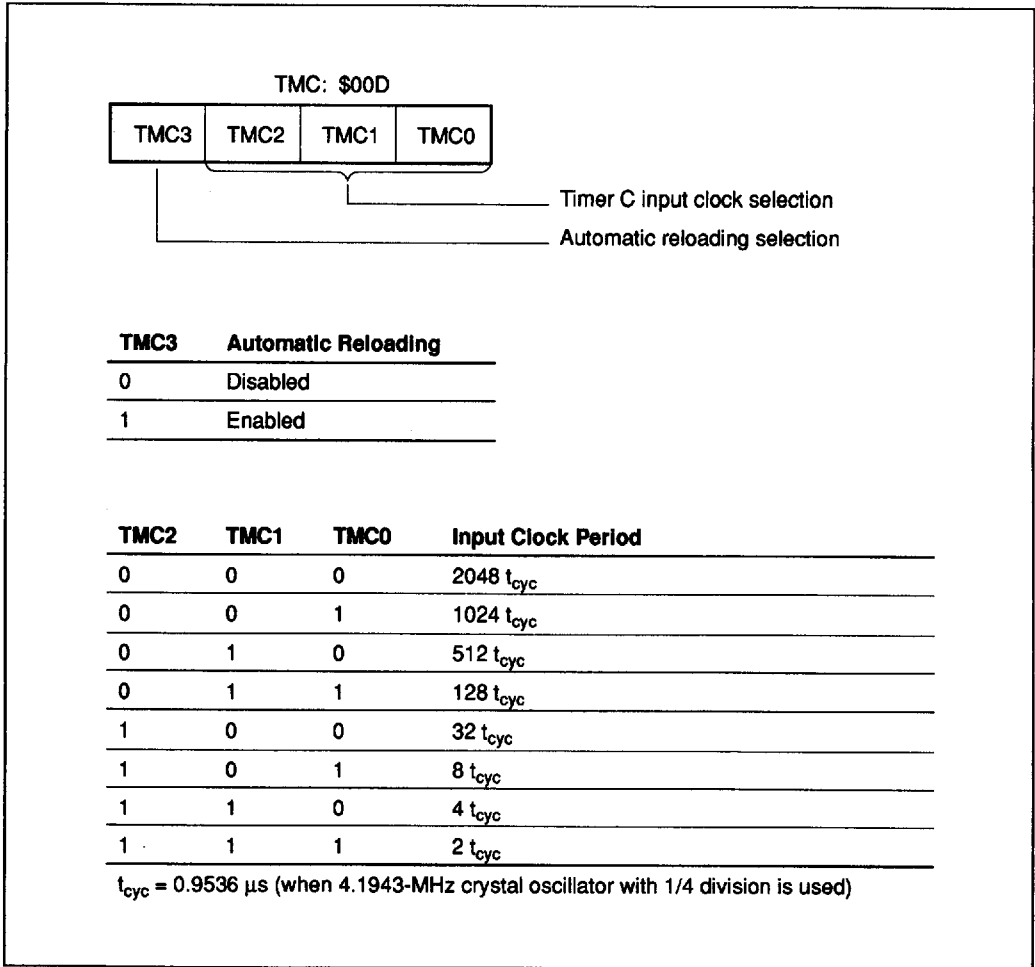 TMC: $00D
TMC3 TMC2 TMC1 TMC0
Timer C input clock selection
Automatic reloading selection
TMC3 Automatic Reloading
0 Disabled
1 Enabled
TMC2 TMC1 TMC0 Input Clock Period
0 0 0 2048 tcyc
0 0 1 1024 tcyc
0 1 0 512 tcyc
0 1 1 128 tcyc
1 0 0 32 tcyc
1 0 1 8 tcyc
1 1 0 4 tcyc
1 1 1 2 tcyc
tcyc = 0.9536 µs (when 4.1943-MHz crystal oscillator with 1/4 division is used)